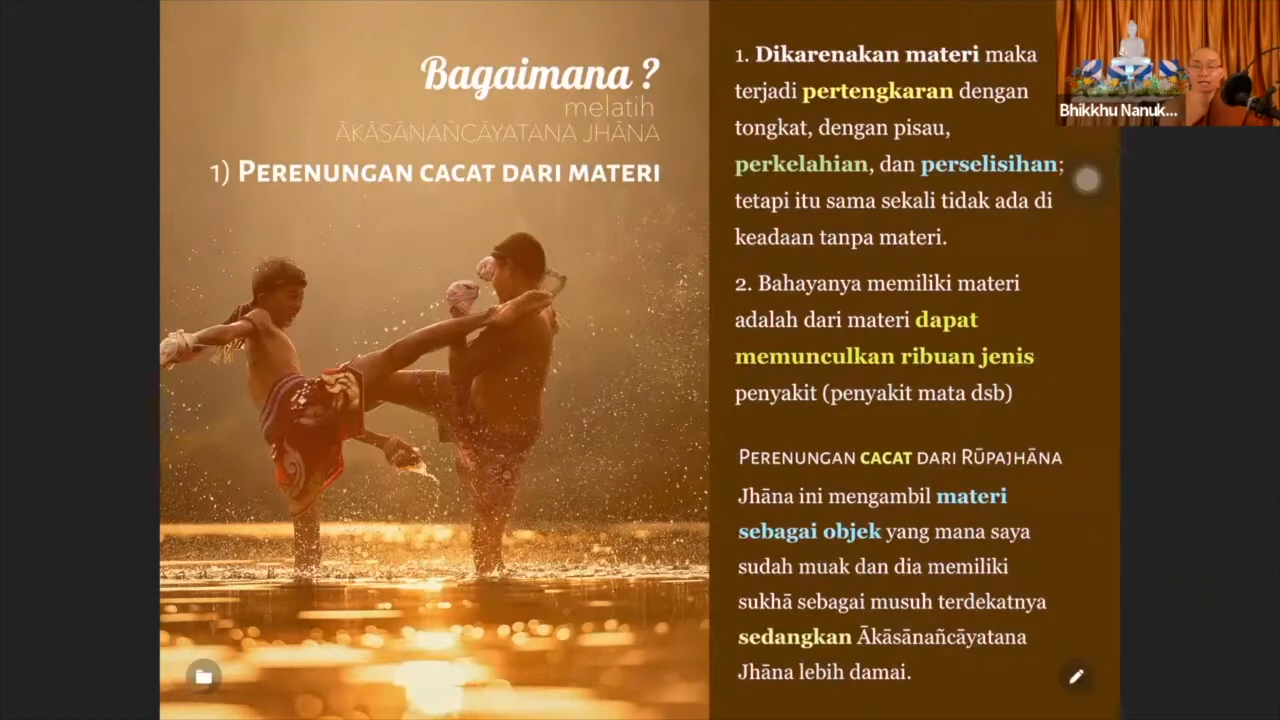 Bagaimana ?
melatih
ĀKĀSĀNAÑCĀYATANA JHĀNA
1) PERENUNGAN CACAT DARI MATERI
1. Dikarenakan materi maka
terjadi pertengkaran dengan
tongkat, dengan pisau,
perkelahian, dan perselisihan;
tetapi itu sama sekali tidak ada di
keadaan tanpa materi.
2. Bahayanya memiliki materi
adalah dari materi dapat
memunculkan ribuan jenis
penyakit (penyakit mata dsb)
PERENUNGAN CACAT DARI RŪPAJHĀNA
Jhāna ini mengambil materi
sebagai objek yang mana saya
sudah muak dan dia memiliki
sukhā sebagai musuh terdekatnya
sedangkan Ākāsānañcāyatana
Jhāna lebih damai.
Bhikkhu Nanuk...